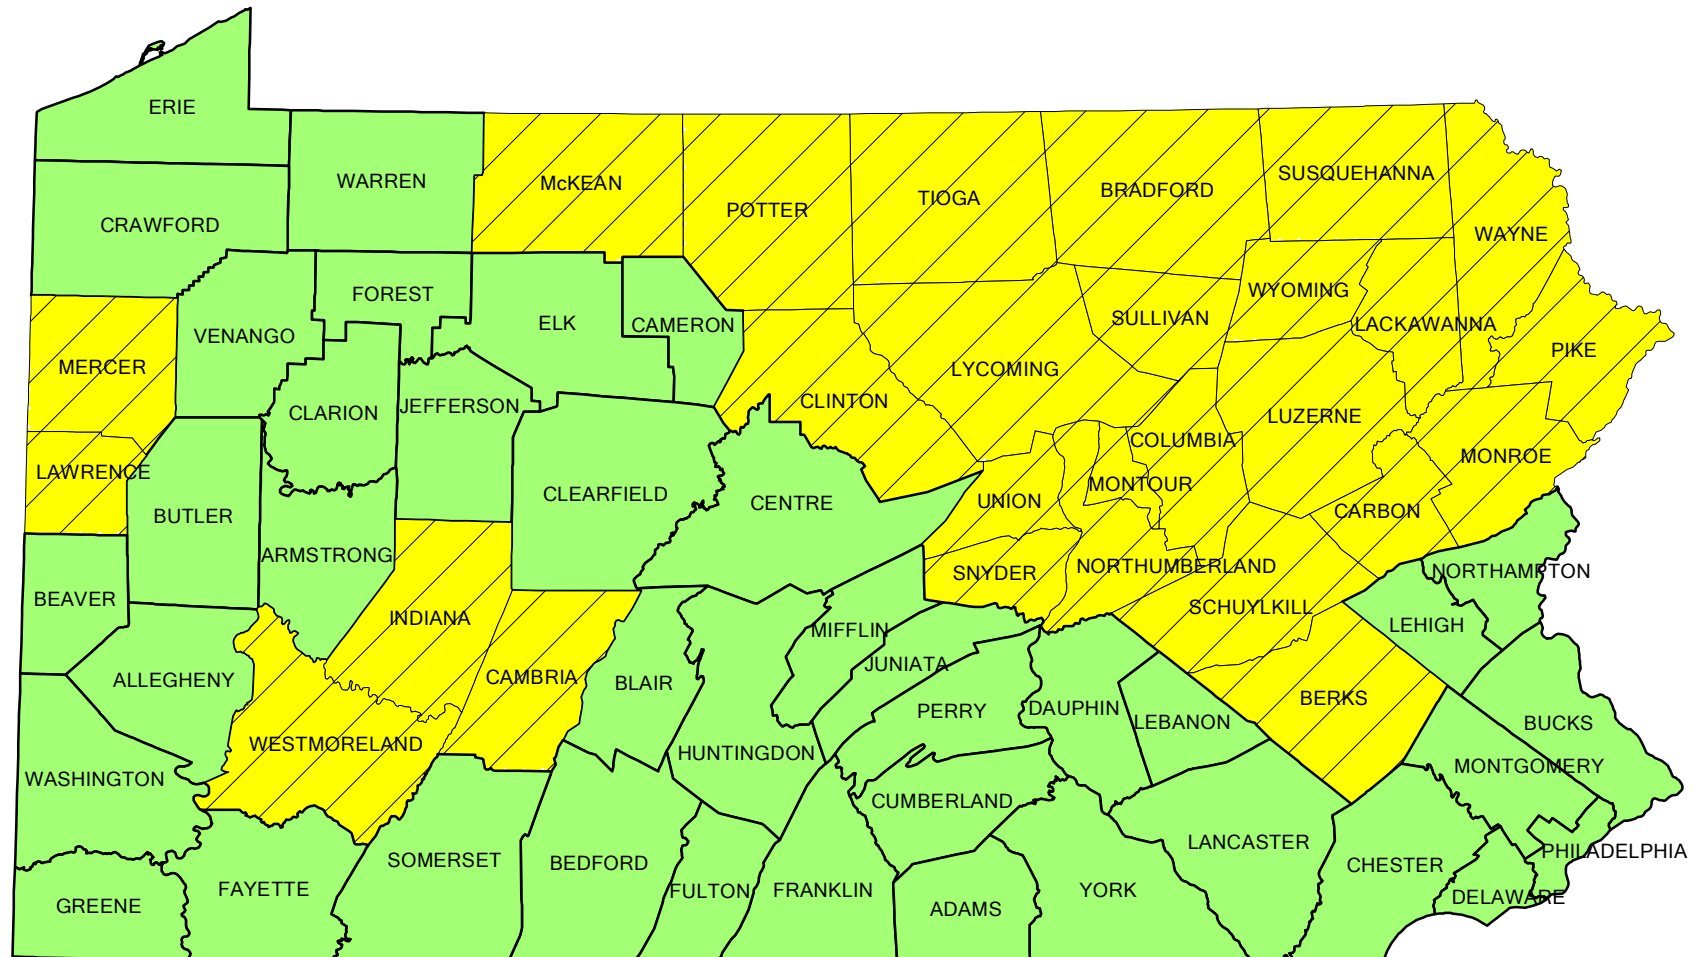 ERIE
WARREN
McKEAN
SUSQUEHANNA
BRADFORD
TIOGA
POTTER
CRAWFORD
WAYNE
FOREST
WYOMING
SULLIVAN
ELK
CAMERON
LACKAWANNA
VENANGO
PIKE
MERCER
LYCOMING
CLINTON
JEFFERSON
CLARION
LUZERNE
COLUMBIA
MONROE
LAWRENCE
MONTOUR
CLEARFIELD
UNION
CENTRE
CARBON
BUTLER
ARMSTRONG
NORTHUMBERLAND
NORTHAMPTON
SNYDER
BEAVER
SCHUYLKILL
INDIANA
LEHIGH
MIFFLIN
JUNIATA
CAMBRIA
ALLEGHENY
BLAIR
BERKS
DAUPHIN
PERRY
LEBANON
BUCKS
WESTMORELAND
HUNTINGDON
MONTGOMERY
WASHINGTON
CUMBERLAND
LANCASTER
PHILADELPHIA
SOMERSET
BEDFORD
CHESTER
FAYETTE
FULTON
FRANKLIN
YORK
DELAWARE
GREENE
ADAMS